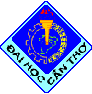 ĐẠI HỌC CẦN THƠ